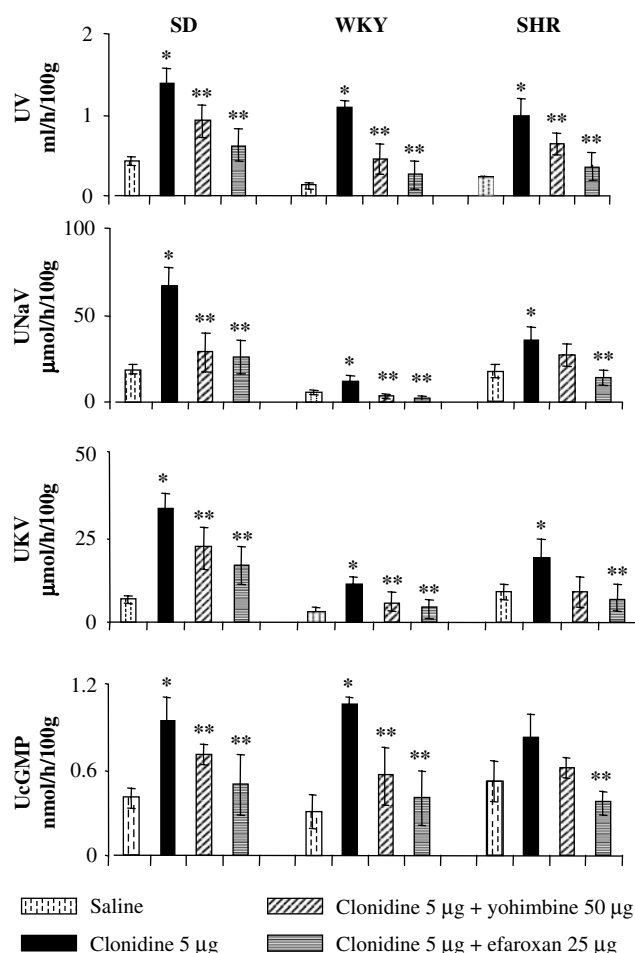 SD WKY SHR
UV
ml/h/100g
2
1
0
* ** **
* ** **
* ** **
UNaV
µmol/h/100g
100
50
0
* ** **
* ** **
* **
UKV
µmol/h/100g
50
25
0
* ** **
* ** **
* **
UcGMP
nmol/h/100g
1.2
0.6
0
* ** **
* ** **
**
Saline
Clonidine 5 µg + yohimbine 50 µg
Clonidine 5 µg
Clonidine 5 µg + efaroxan 25 µg